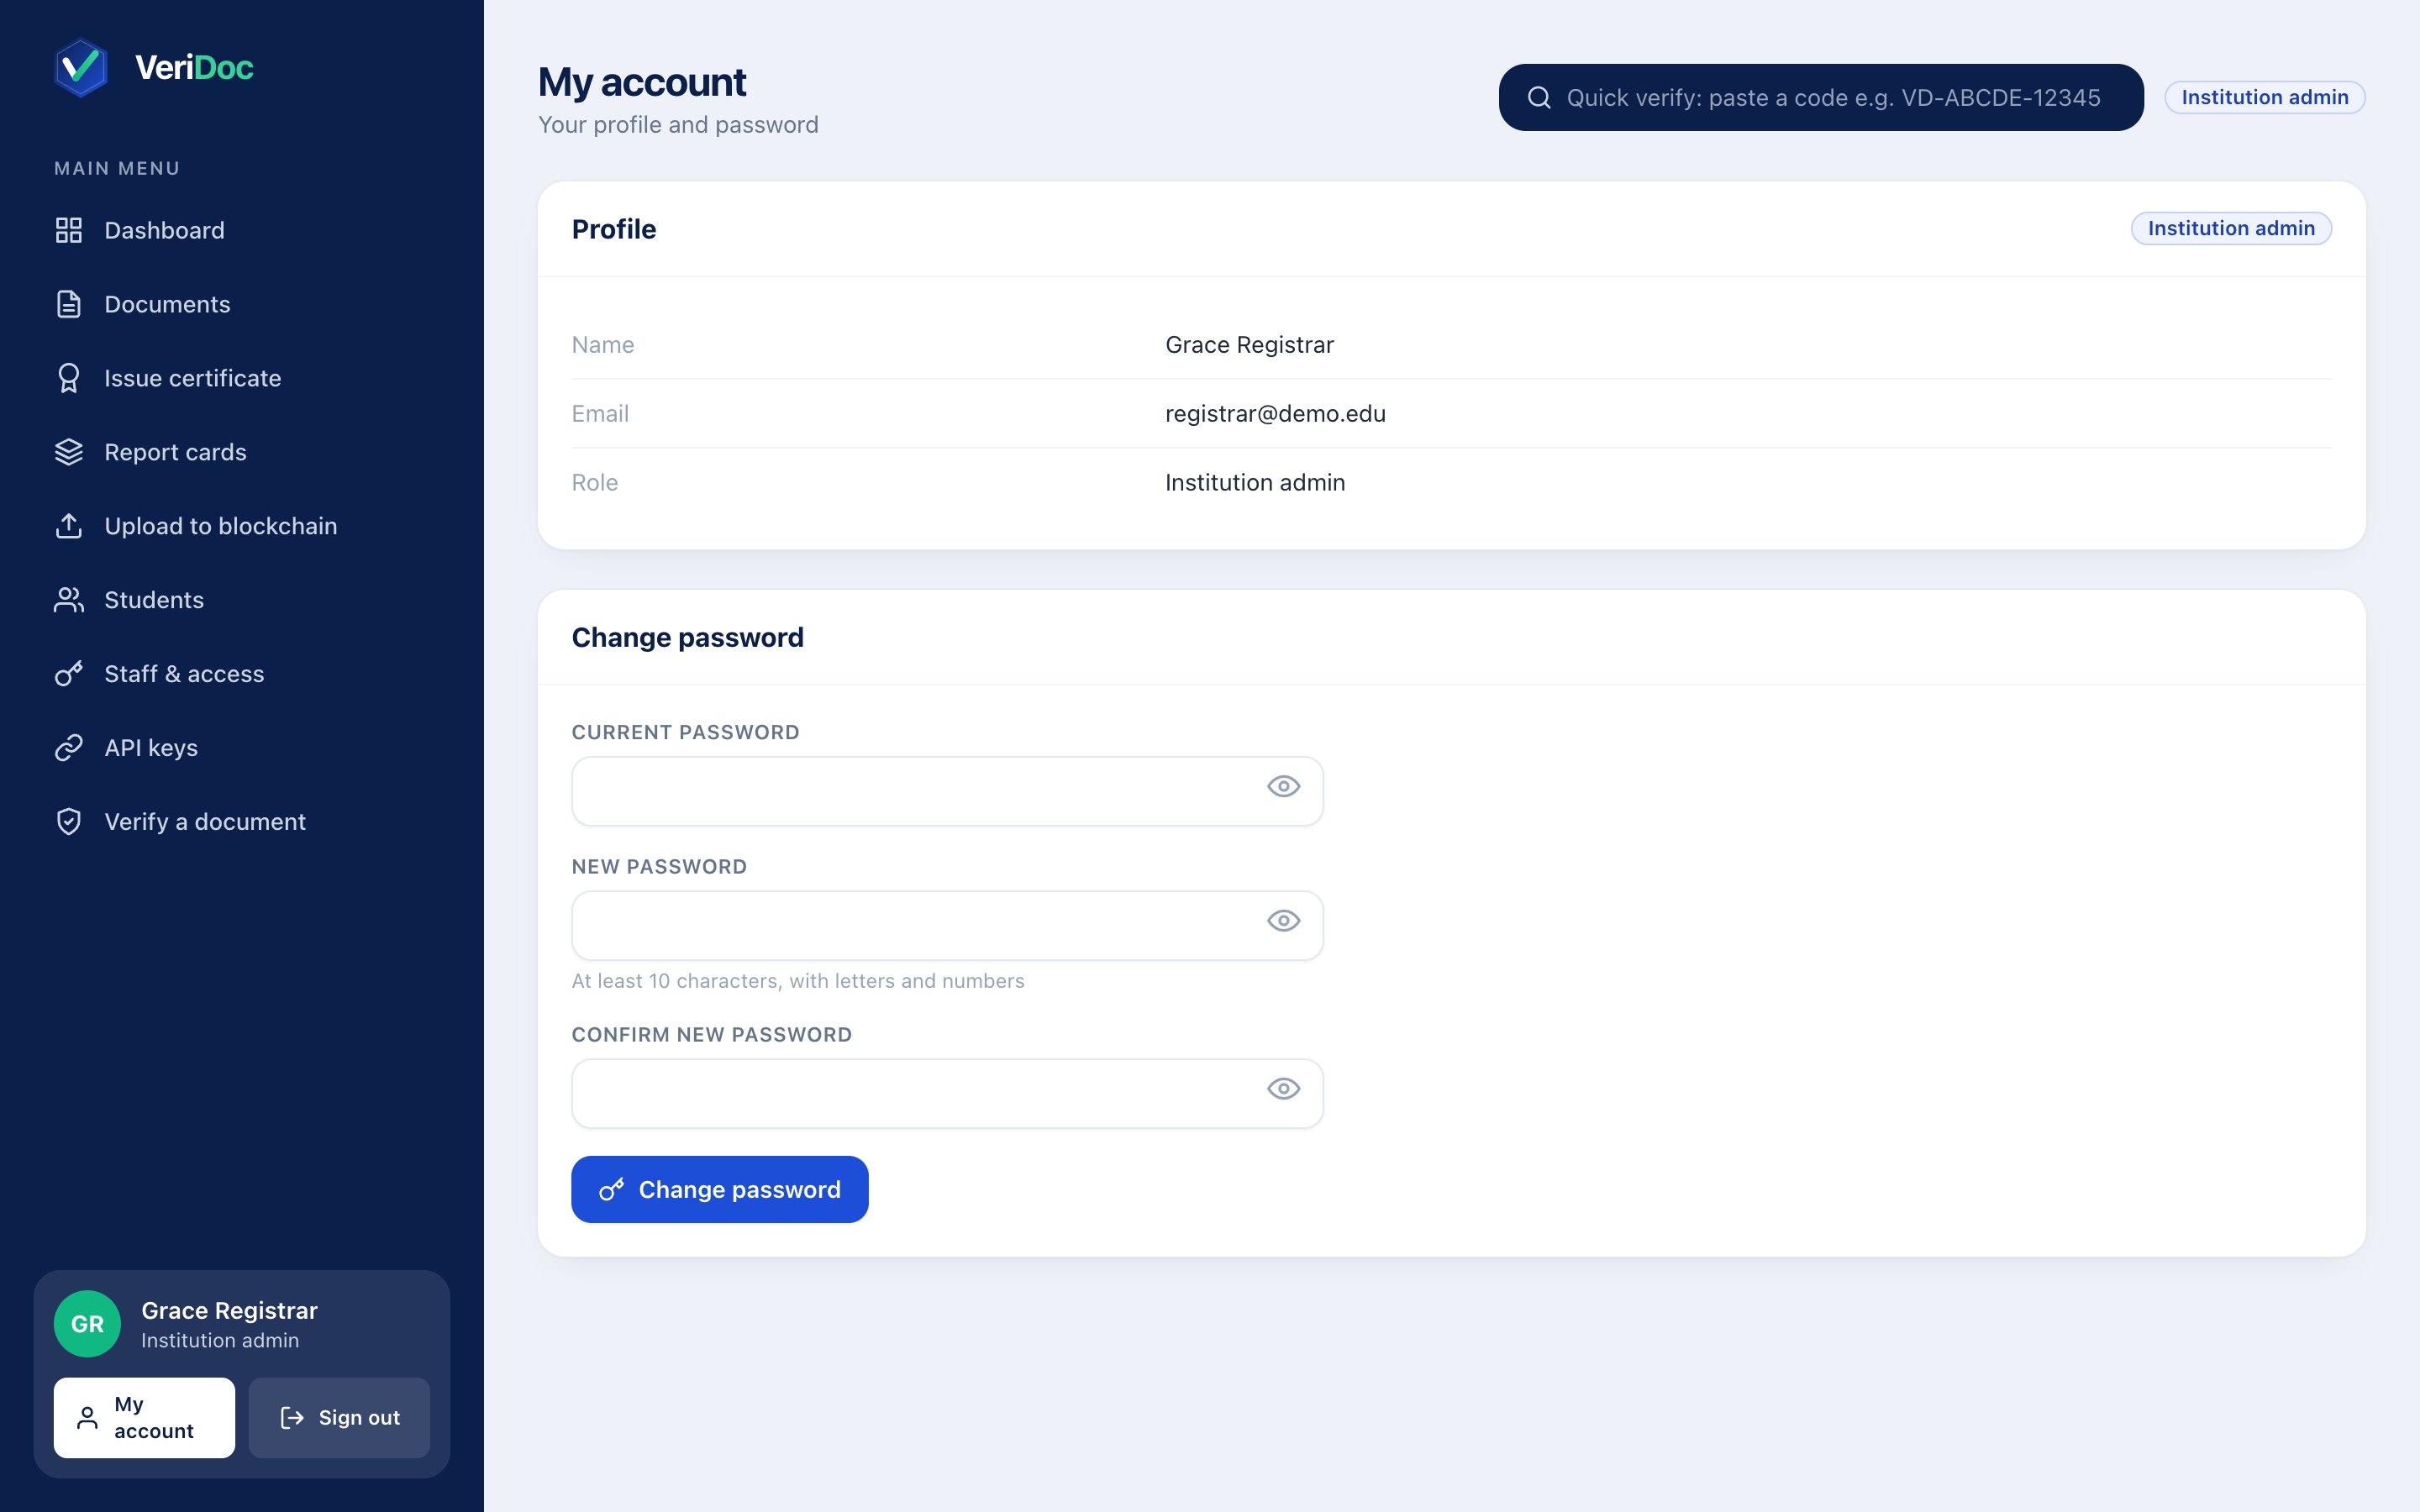 VeriDoc
MAIN MENU
Dashboard
Documents
Issue certificate
Report cards
Upload to blockchain
Students
Staff & access
API keys
Verify a document
GR
Grace Registrar
Institution admin
My
account
Sign out
My account
Your profile and password
Quick verify: paste a code e.g. VD-ABCDE-12345
Institution admin
Profile
Institution admin
Name
Grace Registrar
Email
registrar@demo.edu
Role
Institution admin
Change password
CURRENT PASSWORD
NEW PASSWORD
At least 10 characters, with letters and numbers
CONFIRM NEW PASSWORD
Change password